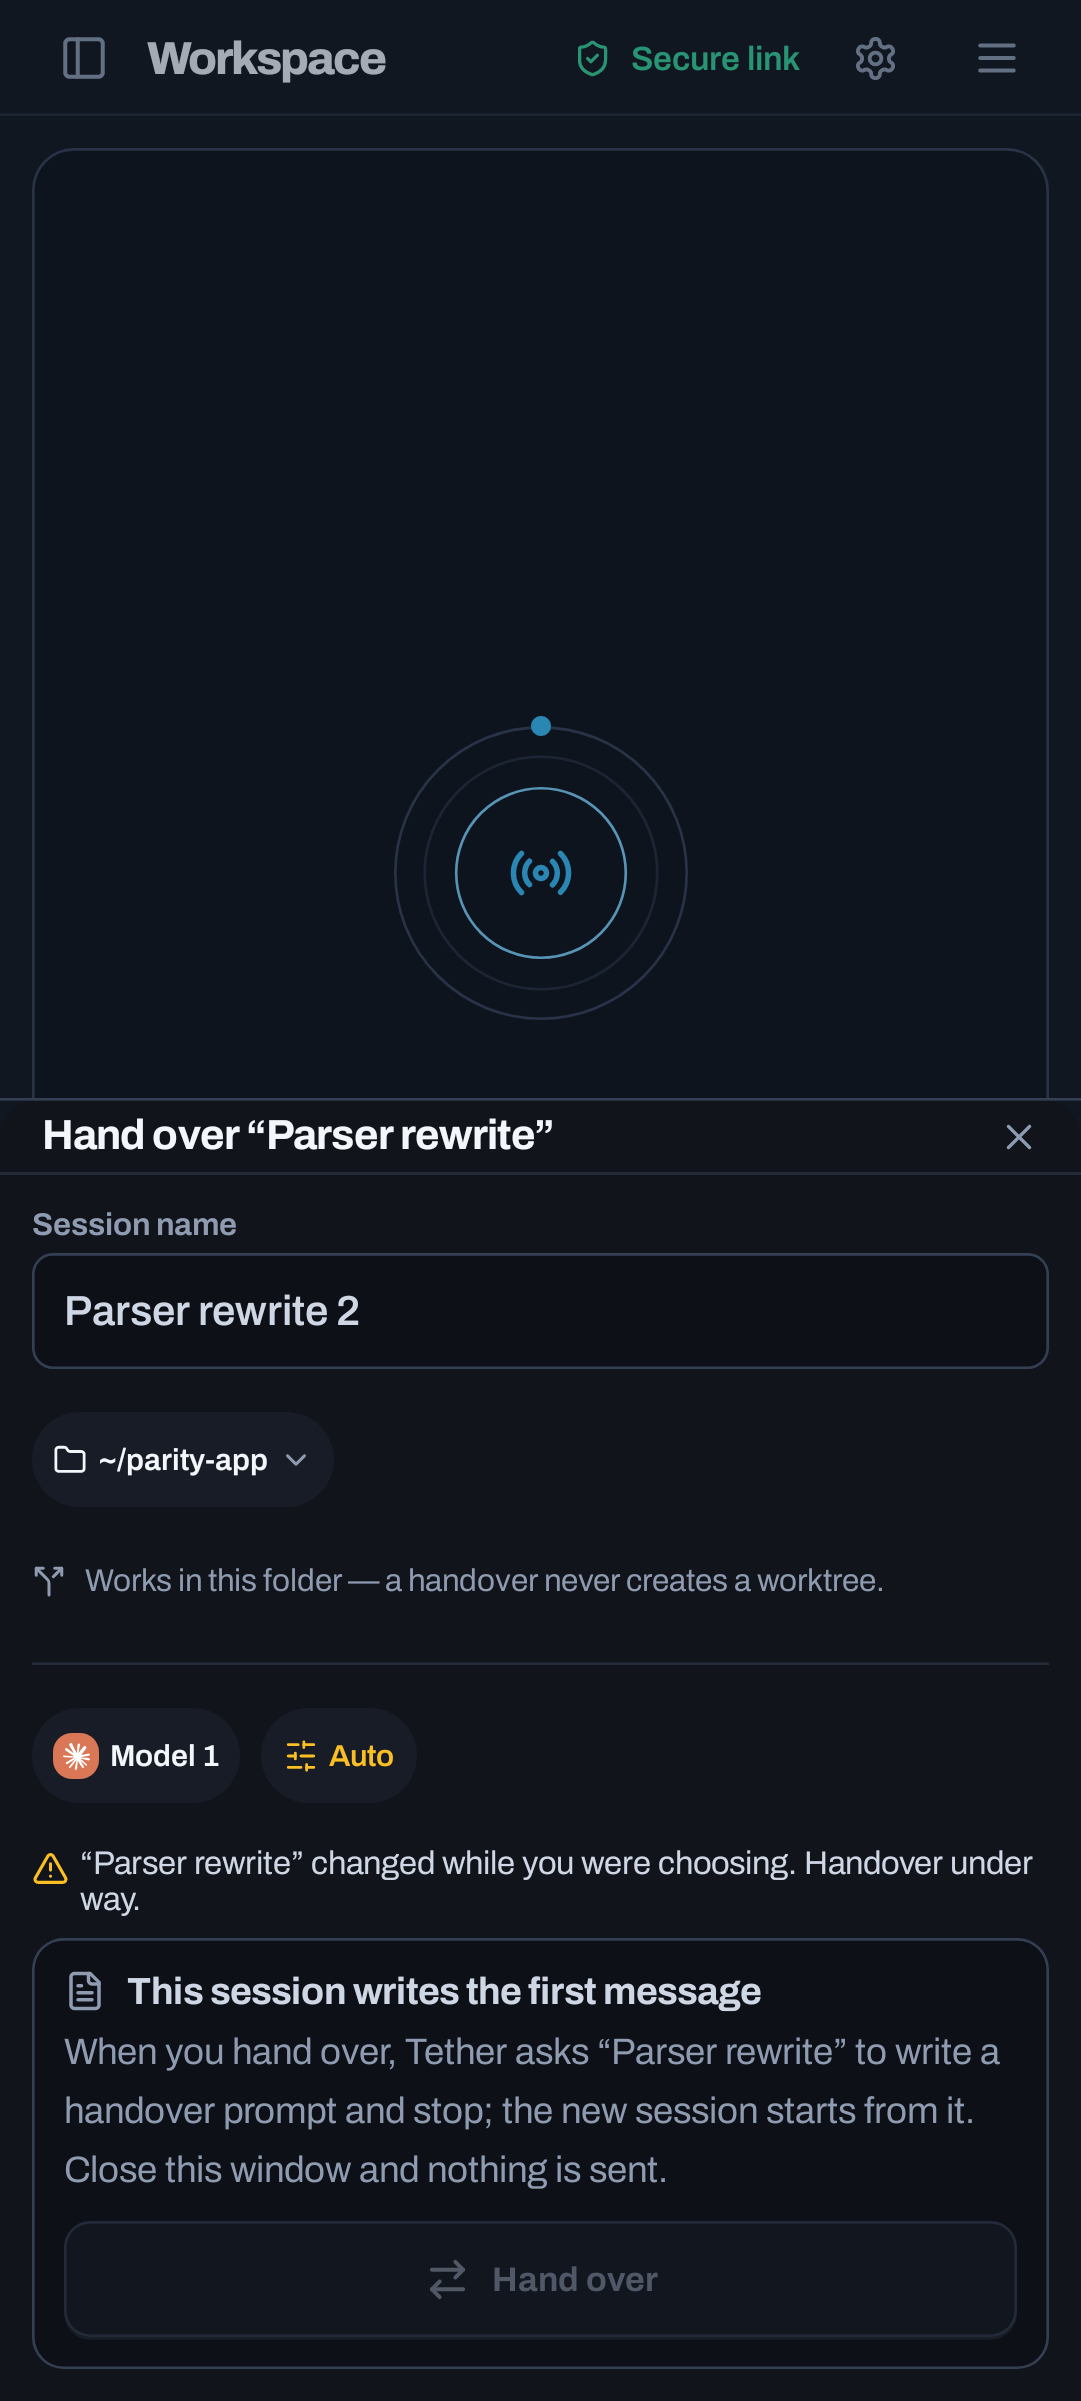 Workspace
Secure link
Hand over “Parser rewrite”
Session name
Parser rewrite 2
~/parity-app
Works in this folder — a handover never creates a worktree.
Model 1
Auto
“Parser rewrite” changed while you were choosing. Handover under
way.
This session writes the first message
When you hand over, Tether asks “Parser rewrite” to write a
handover prompt and stop; the new session starts from it.
Close this window and nothing is sent.
Hand over